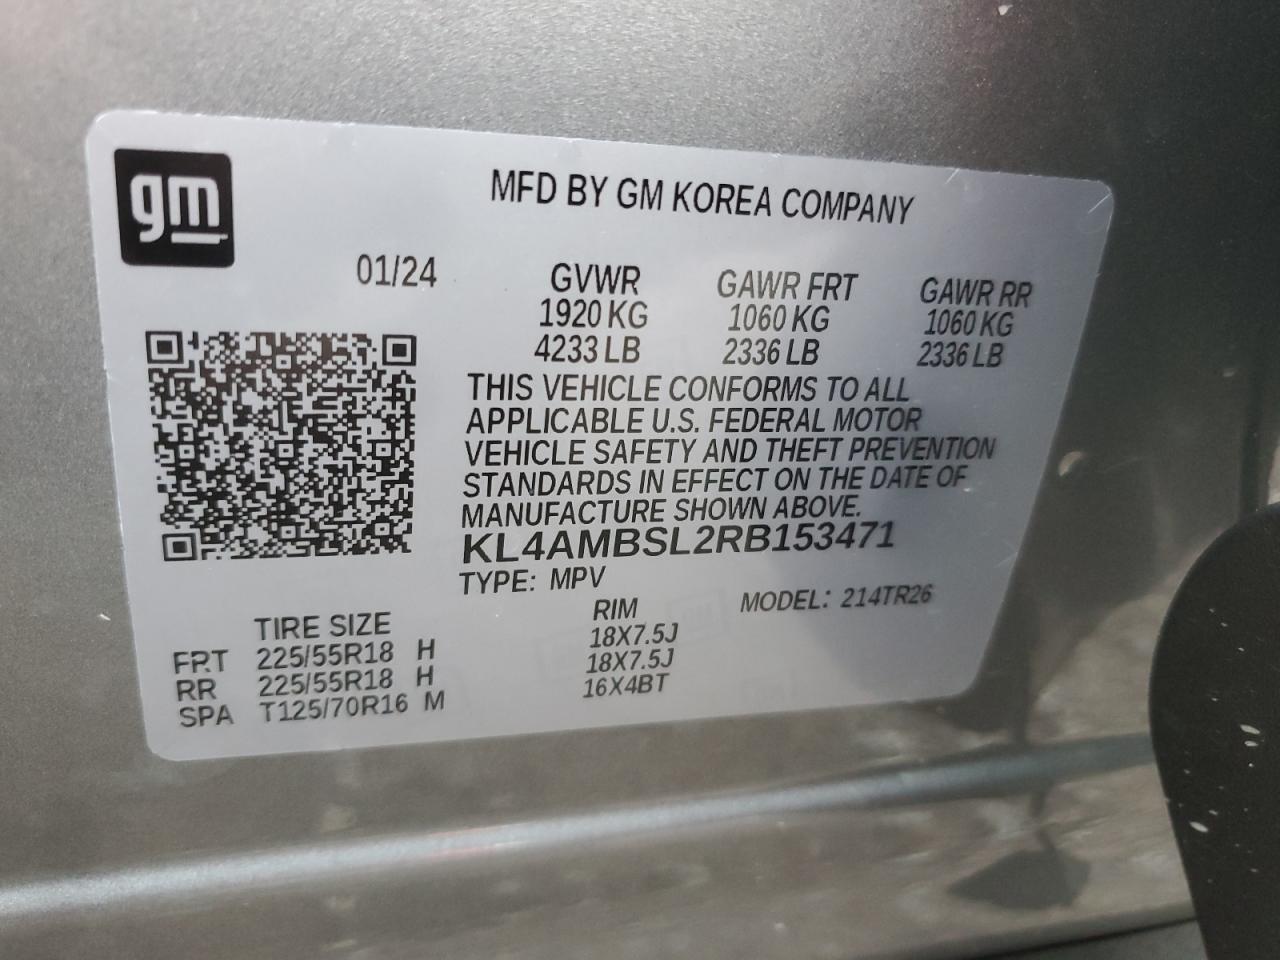 gm
MFD BY GM KOREA COMPANY
01/24 GVWR GAWR FRT GAWR RR
1920 KG 1060 KG 1060 KG
4233 LB 2336 LB 2336 LB
THIS VEHICLE CONFORMS TO ALL
APPLICABLE U.S. FEDERAL MOTOR
VEHICLE SAFETY AND THEFT PREVENTION
STANDARDS IN EFFECT ON THE DATE OF
MANUFACTURE SHOWN ABOVE.
KL4AMBSL2RB153471
TYPE: MPV MODEL: 214TR26
TIRE SIZE RIM
FRT 225/55R18 H 18X7.5J
RR 225/55R18 H 18X7.5J
SPA T125/70R16 M 16X4BT